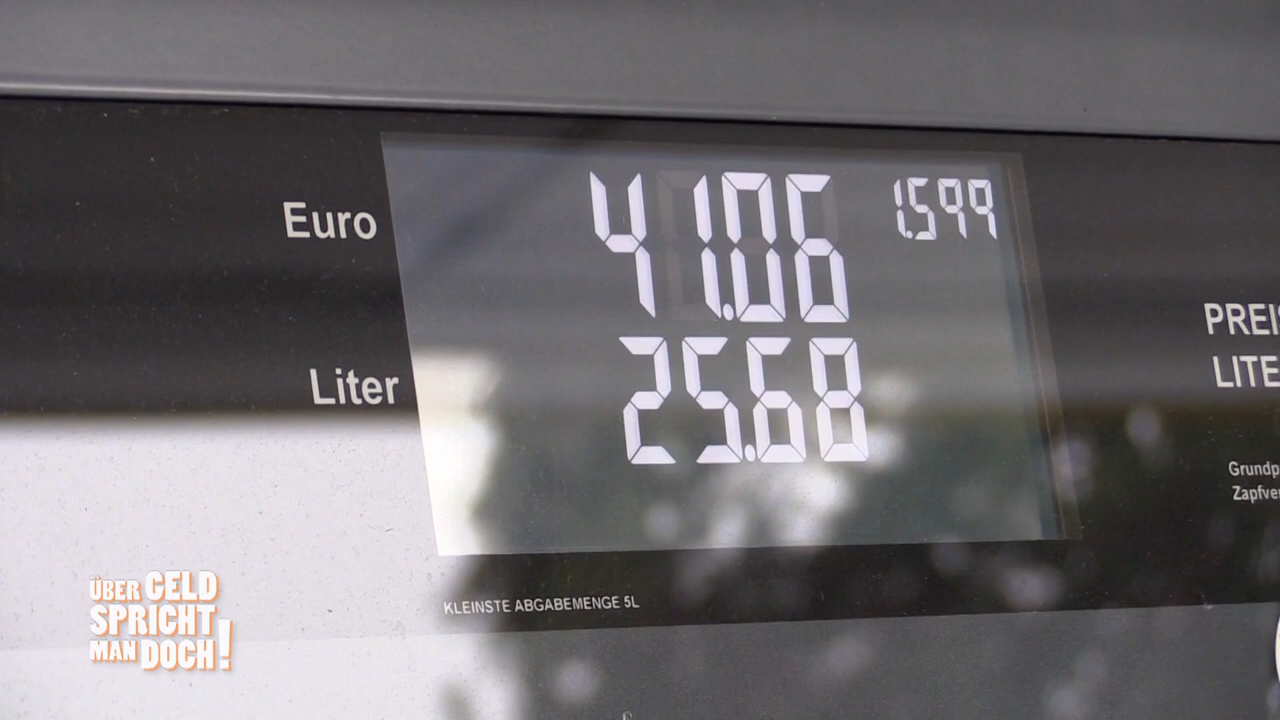 Euro 41.06 1.599
Liter 25.68
PREIS
LITE
Grundp
Zapfve
KLEINSTE ABGABEMENGE 5L
ÜBER GELD
SPRICHT
MAN DOCH!